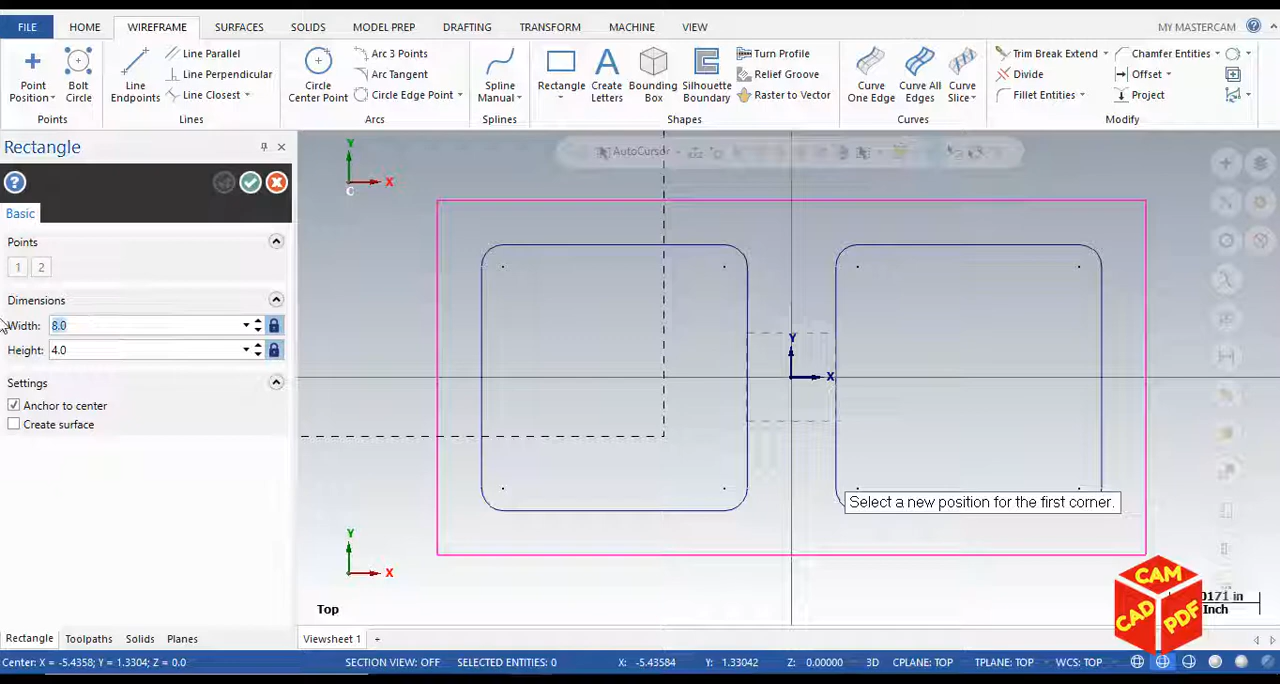 FILE HOME WIREFRAME SURFACES SOLIDS MODEL PREP DRAFTING TRANSFORM MACHINE VIEW MY MASTERCAM
Point Position
Bolt Circle
Points
Line Endpoints
Line Parallel
Line Perpendicular
Line Closest
Lines
Circle Center Point
Arc 3 Points
Arc Tangent
Circle Edge Point
Arcs
Spline Manual
Splines
Rectangle
Create Letters
Bounding Box
Silhouette Boundary
Turn Profile
Relief Groove
Raster to Vector
Shapes
Curve One Edge
Curve All Edges
Curve Slice
Curves
Trim Break Extend
Divide
Fillet Entities
Chamfer Entities
Offset
Project
Modify
Rectangle
Basic
Points
1 2
Dimensions
Width: 8.0
Height: 4.0
Settings
Anchor to center
Create surface
AutoCursor
Y
X
C
Y
X
Select a new position for the first corner.
Y
X
Top
0171 in
Inch
CAM
CAD
PDF
Rectangle Toolpaths Solids Planes
Viewsheet 1 +
Center: X = -5.4358; Y = 1.3304; Z = 0.0 SECTION VIEW: OFF SELECTED ENTITIES: 0 X: -5.43584 Y: 1.33042 Z: 0.00000 3D CPLANE: TOP TPLANE: TOP WCS: TOP